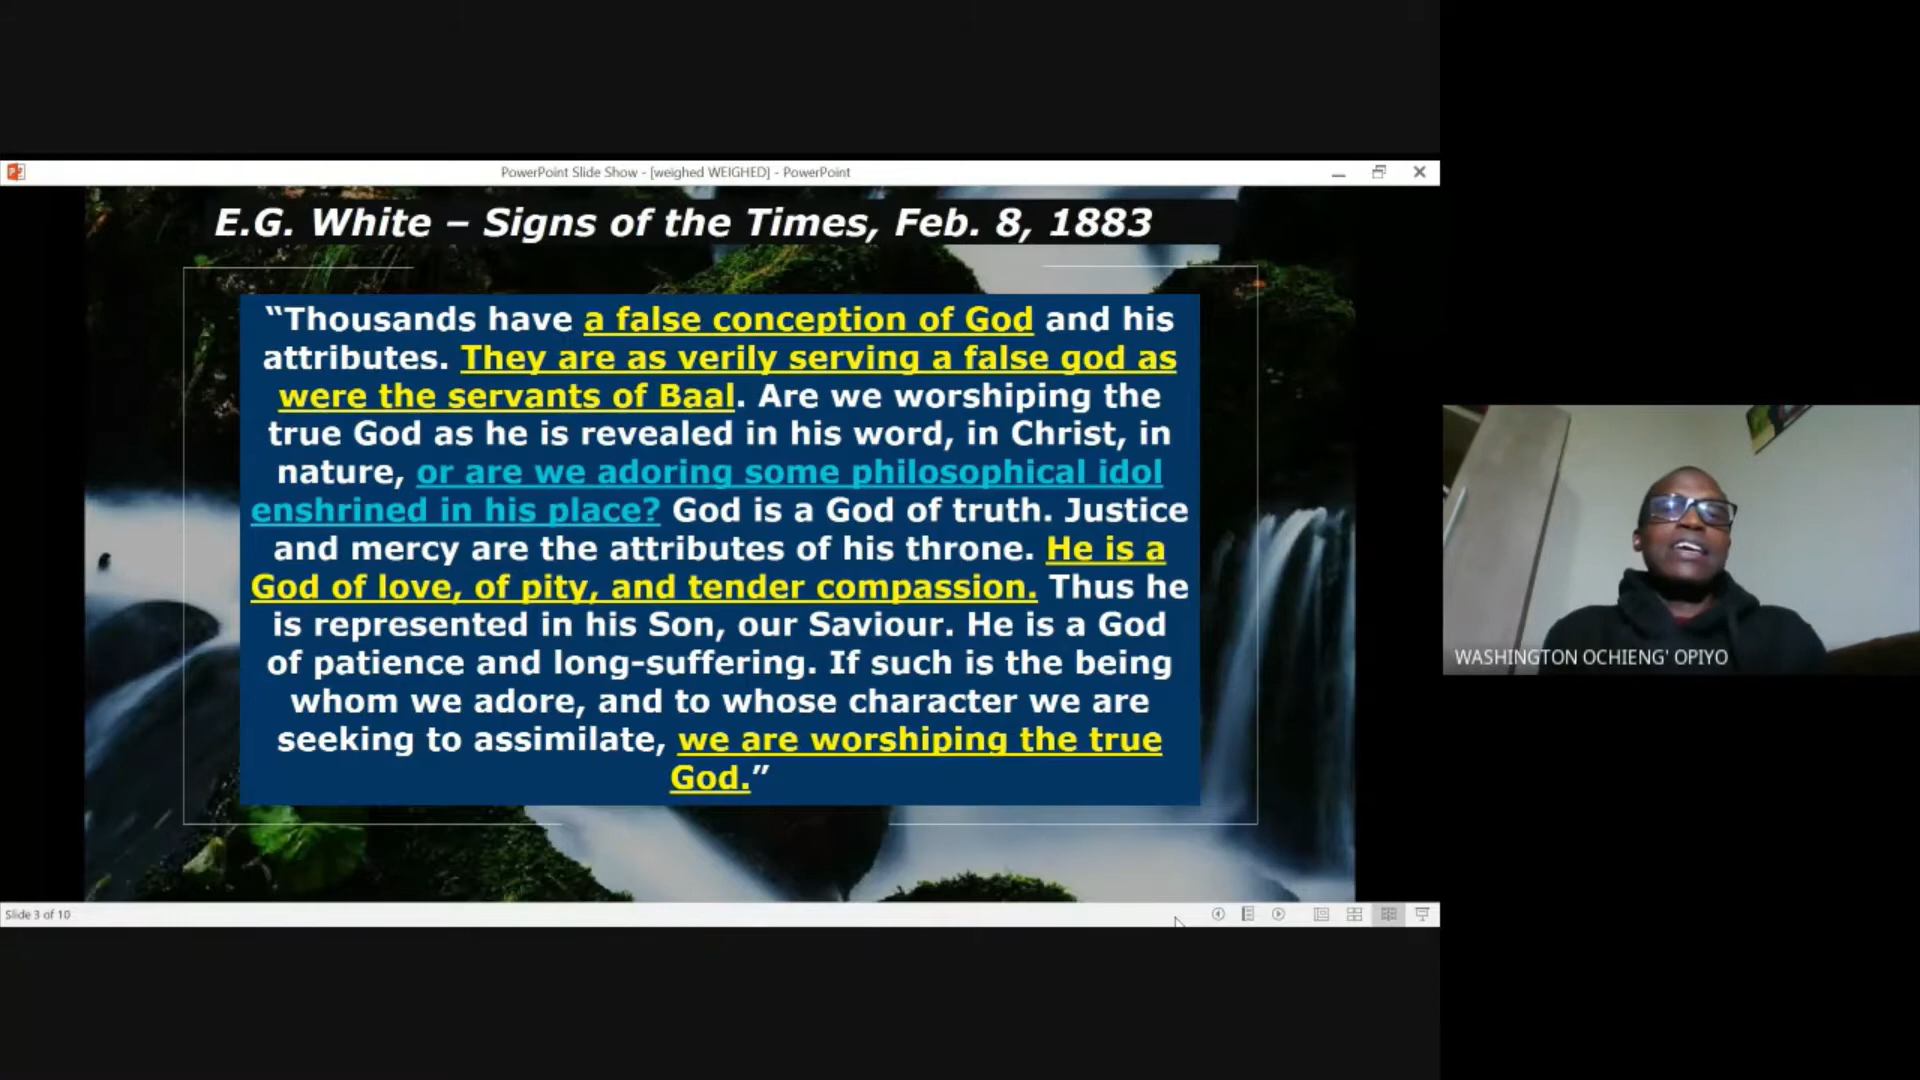 PowerPoint Slide Show - [weighed WEIGHED] - PowerPoint
E.G. White – Signs of the Times, Feb. 8, 1883
“Thousands have a false conception of God and his
attributes. They are as verily serving a false god as
were the servants of Baal. Are we worshiping the
true God as he is revealed in his word, in Christ, in
nature, or are we adoring some philosophical idol
enshrined in his place? God is a God of truth. Justice
and mercy are the attributes of his throne. He is a
God of love, of pity, and tender compassion. Thus he
is represented in his Son, our Saviour. He is a God
of patience and long-suffering. If such is the being
whom we adore, and to whose character we are
seeking to assimilate, we are worshiping the true
God.”
WASHINGTON OCHIENG' OPIYO
Slide 3 of 10